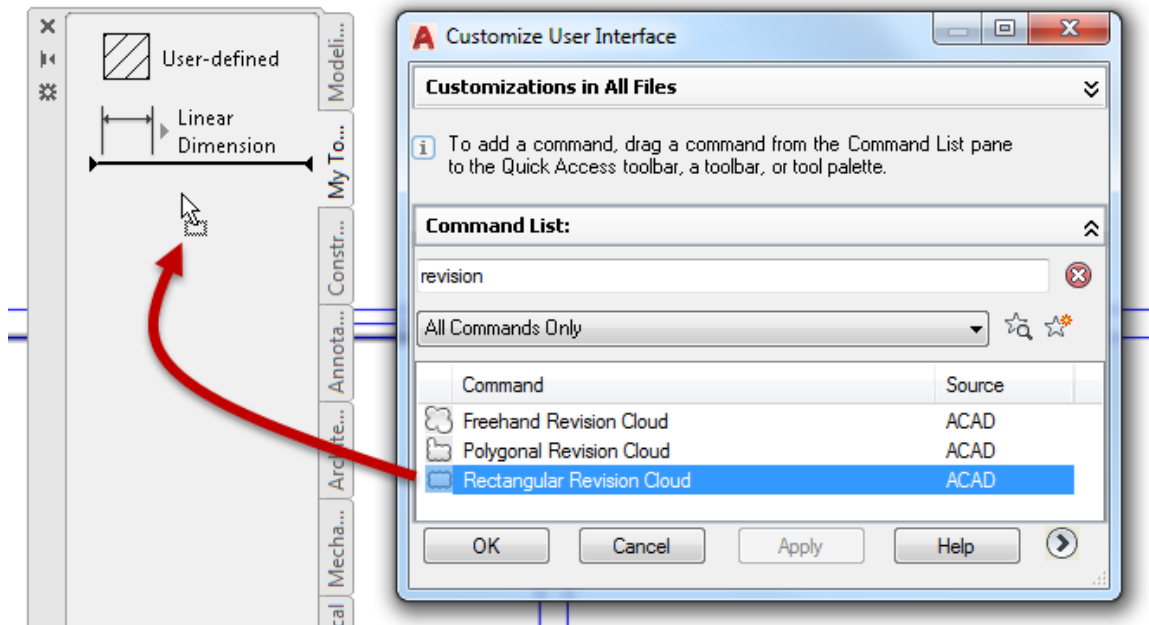 User-defined
Linear
Dimension
Modeli...
My To...
Constr...
Annota...
Archite...
Mecha...
cal
Customize User Interface
Customizations in All Files
To add a command, drag a command from the Command List pane
to the Quick Access toolbar, a toolbar, or tool palette.
Command List:
revision
All Commands Only
Command Source
Freehand Revision Cloud ACAD
Polygonal Revision Cloud ACAD
Rectangular Revision Cloud ACAD
OK Cancel Apply Help